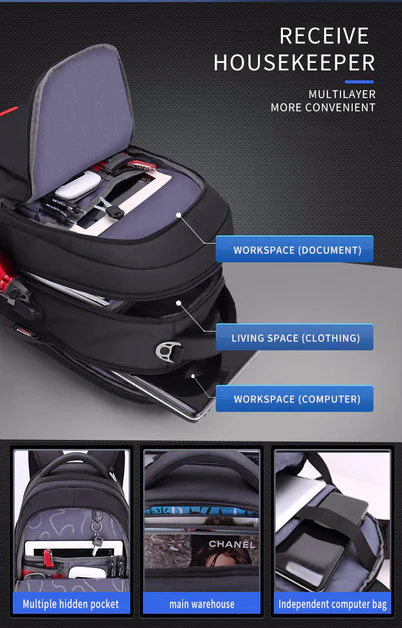 RECEIVE
HOUSEKEEPER
MULTILAYER
MORE CONVENIENT
WORKSPACE (DOCUMENT)
LIVING SPACE (CLOTHING)
WORKSPACE (COMPUTER)
CHANEL
Multiple hidden pocket
main warehouse
Independent computer bag